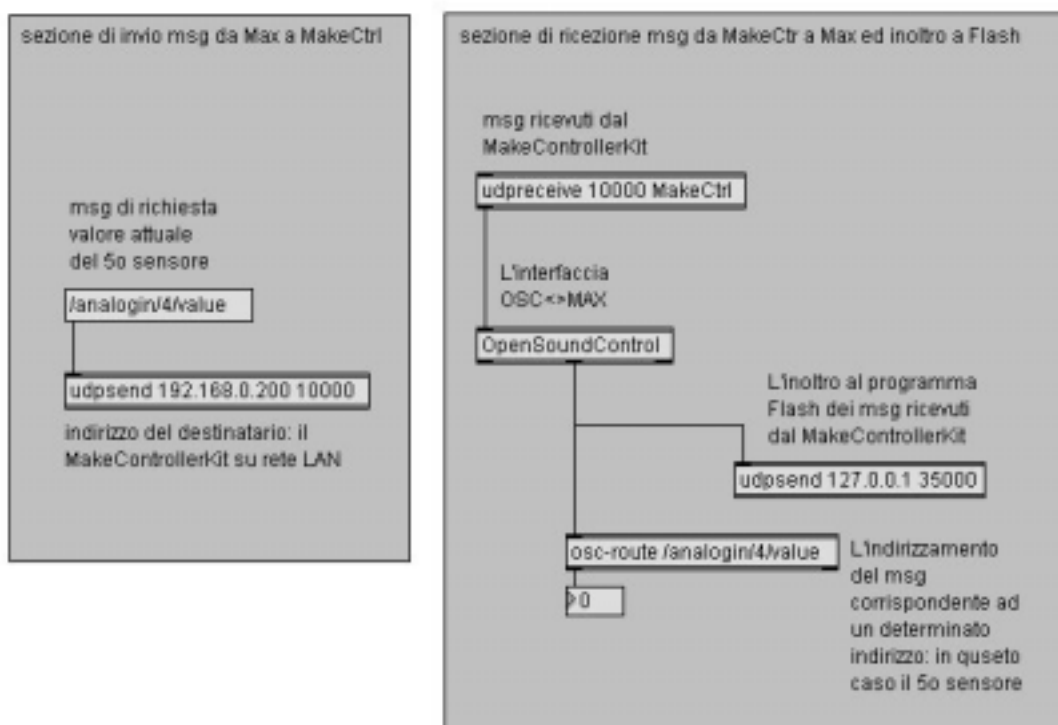 sezione di invio msg da Max a MakeCtrl
msg di richiesta
valore attuale
del 5o sensore
/analogin/4/value
udpsend 192.168.0.200 10000
indirizzo del destinatario: il
MakeControllerKit su rete LAN
sezione di ricezione msg da MakeCtr a Max ed inoltro a Flash
msg ricevuti dal
MakeControllerKit
udpreceive 10000 MakeCtrl
L'interfaccia
OSC<>MAX
OpenSoundControl
L'inoltro al programma
Flash dei msg ricevuti
dal MakeControllerKit
udpsend 127.0.0.1 35000
osc-route /analogin/4/value
0
L'indirizzamento
del msg
corrispondente ad
un determinato
indirizzo: in quseto
caso il 5o sensore